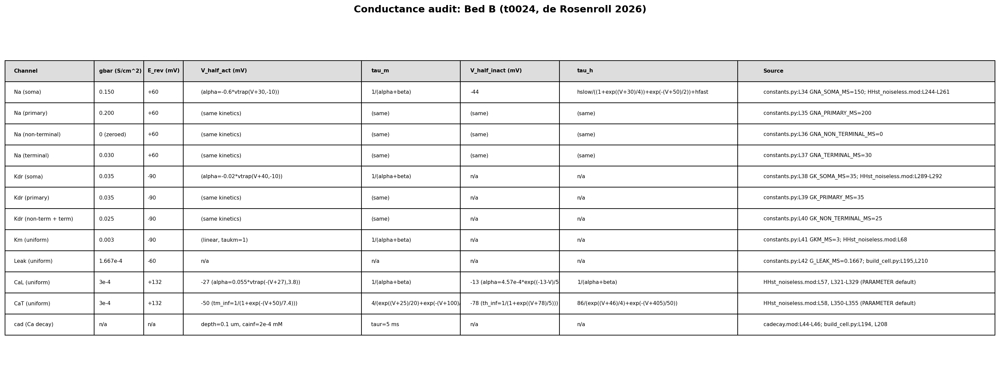 Conductance audit: Bed B (t0024, de Rosenroll 2026)
Channel gbar (S/cm^2) E_rev (mV) V_half_act (mV) tau_m V_half_inact (mV) tau_h Source
Na (soma) 0.150 +60 (alpha=-0.6*vtrap(V+30,-10)) 1/(alpha+beta) -44 hslow/((1+exp((V+30)/4))+exp(-(V+50)/2))+hfast constants.py:L34 GNA_SOMA_MS=150; HHst_noiseless.mod:L244-L261
Na (primary) 0.200 +60 (same kinetics) (same) (same) (same) constants.py:L35 GNA_PRIMARY_MS=200
Na (non-terminal) 0 (zeroed) +60 (same kinetics) (same) (same) (same) constants.py:L36 GNA_NON_TERMINAL_MS=0
Na (terminal) 0.030 +60 (same kinetics) (same) (same) (same) constants.py:L37 GNA_TERMINAL_MS=30
Kdr (soma) 0.035 -90 (alpha=-0.02*vtrap(V+40,-10)) 1/(alpha+beta) n/a n/a constants.py:L38 GK_SOMA_MS=35; HHst_noiseless.mod:L289-L292
Kdr (primary) 0.035 -90 (same kinetics) (same) n/a n/a constants.py:L39 GK_PRIMARY_MS=35
Kdr (non-term + term) 0.025 -90 (same kinetics) (same) n/a n/a constants.py:L40 GK_NON_TERMINAL_MS=25
Km (uniform) 0.003 -90 (linear, taukm=1) 1/(alpha+beta) n/a n/a constants.py:L41 GKM_MS=3; HHst_noiseless.mod:L68
Leak (uniform) 1.667e-4 -60 n/a n/a n/a n/a constants.py:L42 G_LEAK_MS=0.1667; build_cell.py:L195,L210
CaL (uniform) 3e-4 +132 -27 (alpha=0.055*vtrap(-(V+27),3.8)) 1/(alpha+beta) -13 (alpha=4.57e-4*exp((-13-V)/5 1/(alpha+beta) HHst_noiseless.mod:L57, L321-L329 (PARAMETER default)
CaT (uniform) 3e-4 +132 -50 (tm_inf=1/(1+exp(-(V+50)/7.4))) 4/(exp((V+25)/20)+exp(-(V+100)/ -78 (th_inf=1/(1+exp((V+78)/5))) 86/(exp((V+46)/4)+exp(-(V+405)/50)) HHst_noiseless.mod:L58, L350-L355 (PARAMETER default)
cad (Ca decay) n/a n/a depth=0.1 um, cainf=2e-4 mM taur=5 ms n/a n/a cadecay.mod:L44-L46; build_cell.py:L194, L208